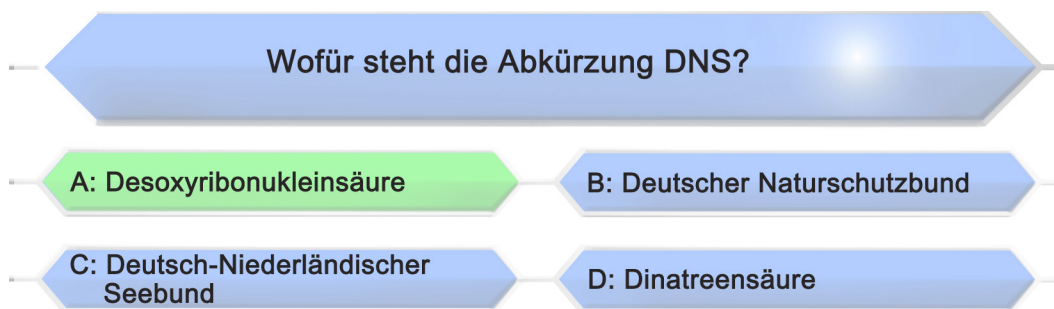 Wofür steht die Abkürzung DNS?
A: Desoxyribonukleinsäure
B: Deutscher Naturschutzbund
C: Deutsch-Niederländischer
Seebund
D: Dinatreensäure